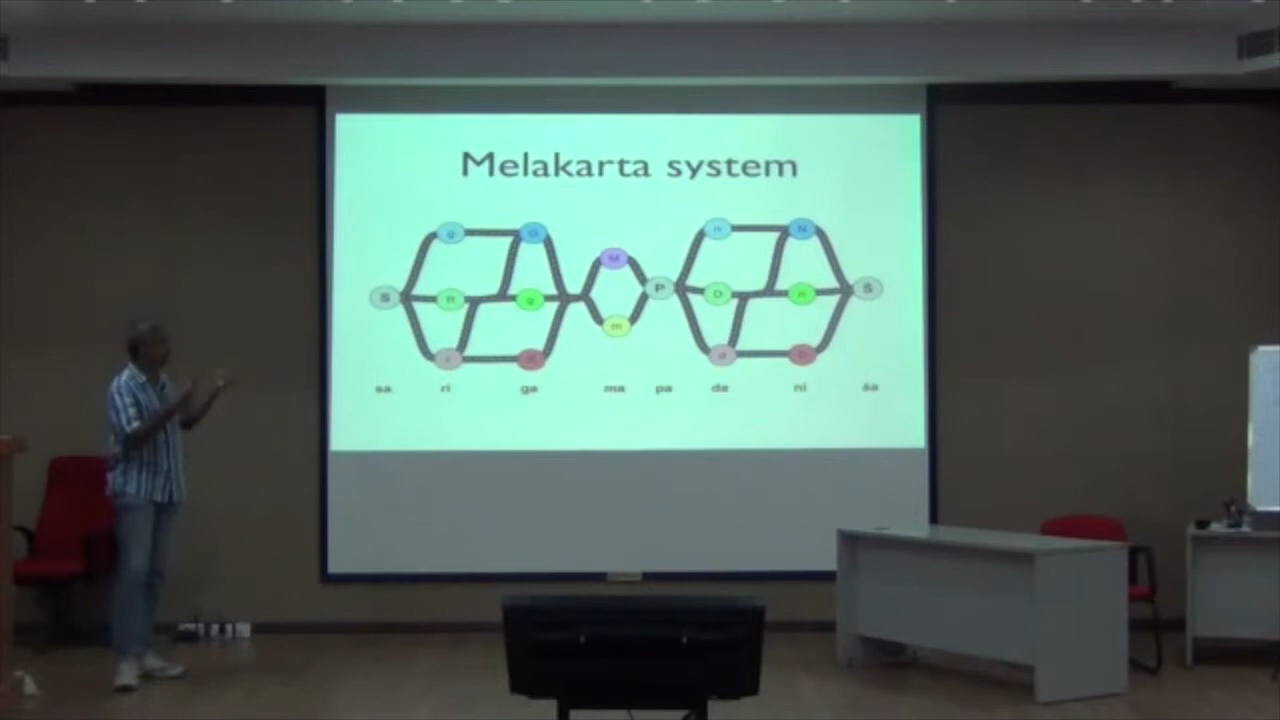 Melakarta system
g G n N
M
S R g P D n Ṡ
m
d D
sa ri ga ma pa da ni ṡa